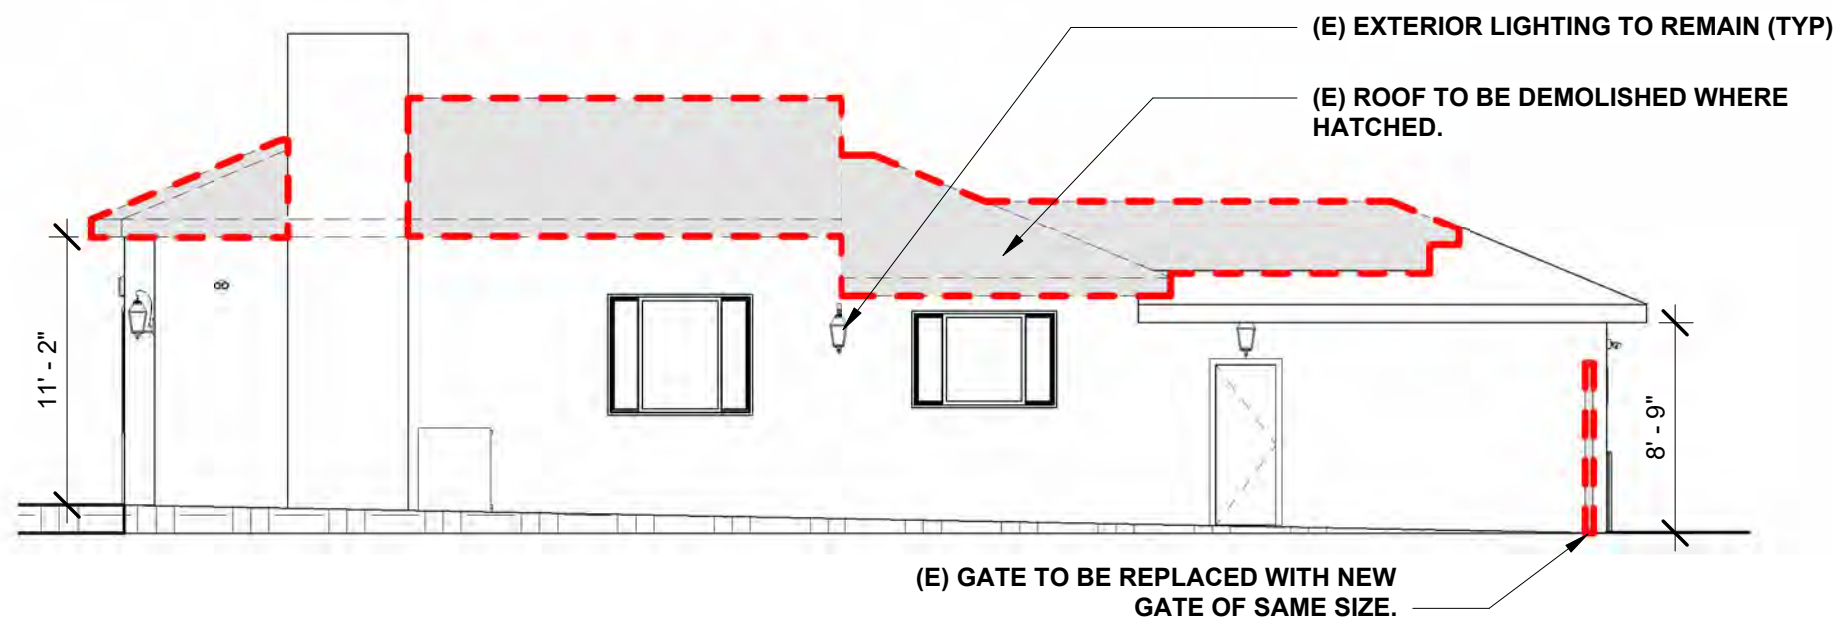 (E) EXTERIOR LIGHTING TO REMAIN (TYP)
(E) ROOF TO BE DEMOLISHED WHERE
HATCHED.
11' - 2"
8' - 9"
(E) GATE TO BE REPLACED WITH NEW
GATE OF SAME SIZE.